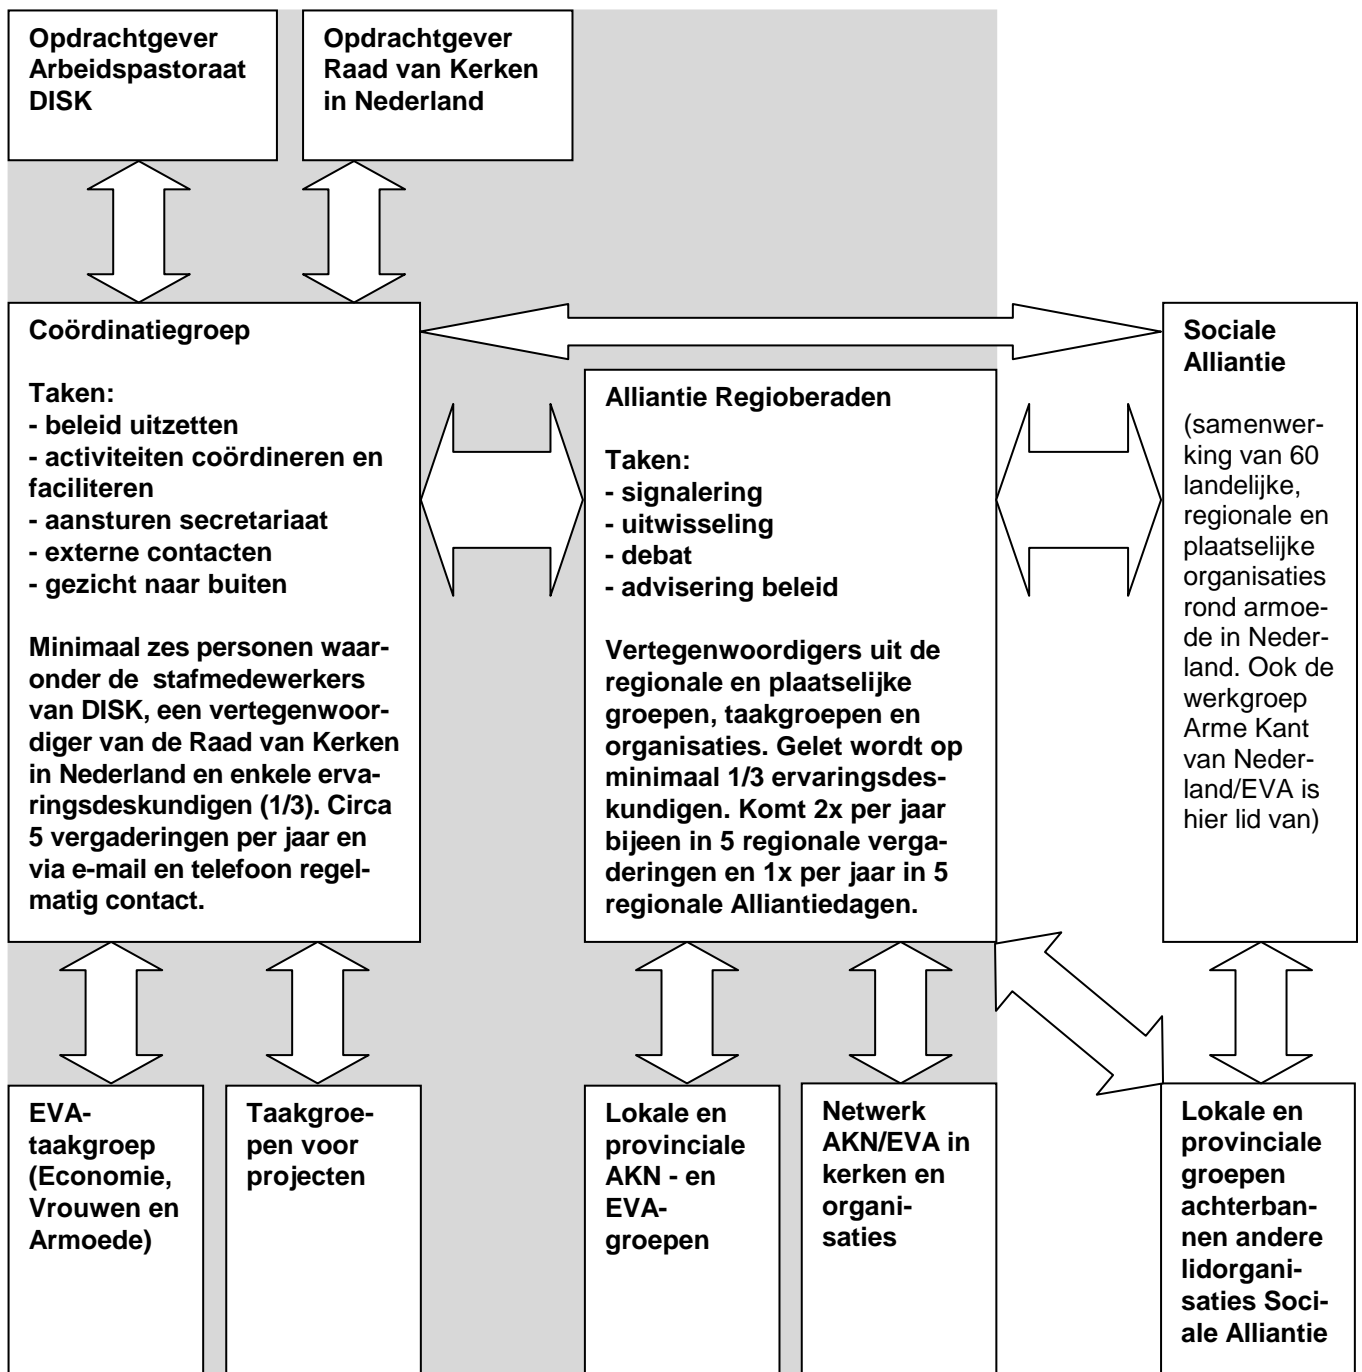 Opdrachtgever
Arbeidspastoraat
DISK
Opdrachtgever
Raad van Kerken
in Nederland
Coördinatiegroep
Taken:
- beleid uitzetten
- activiteiten coördineren en
faciliteren
- aansturen secretariaat
- externe contacten
- gezicht naar buiten
Minimaal zes personen waar-
onder de  stafmedewerkers
van DISK, een vertegenwoor-
diger van de Raad van Kerken
in Nederland en enkele erva-
ringsdeskundigen (1/3). Circa
5 vergaderingen per jaar en
via e-mail en telefoon regel-
matig contact.
Alliantie Regioberaden
Taken:
- signalering
- uitwisseling
- debat
- advisering beleid
Vertegenwoordigers uit de
regionale en plaatselijke
groepen, taakgroepen en
organisaties. Gelet wordt op
minimaal 1/3 ervaringsdes-
kundigen. Komt 2x per jaar
bijeen in 5 regionale verga-
deringen en 1x per jaar in 5
regionale Alliantiedagen.
Sociale
Alliantie
(samenwer-
king van 60
landelijke,
regionale en
plaatselijke
organisaties
rond armoe-
de in Neder-
land. Ook de
werkgroep
Arme Kant
van Neder-
land/EVA is
hier lid van)
EVA-
taakgroep
(Economie,
Vrouwen en
Armoede)
Taakgroe-
pen voor
projecten
Lokale en
provinciale
AKN - en
EVA-
groepen
Netwerk
AKN/EVA in
kerken en
organi-
saties
Lokale en
provinciale
groepen
achterban-
nen andere
lidorgani-
saties Soci-
ale Alliantie